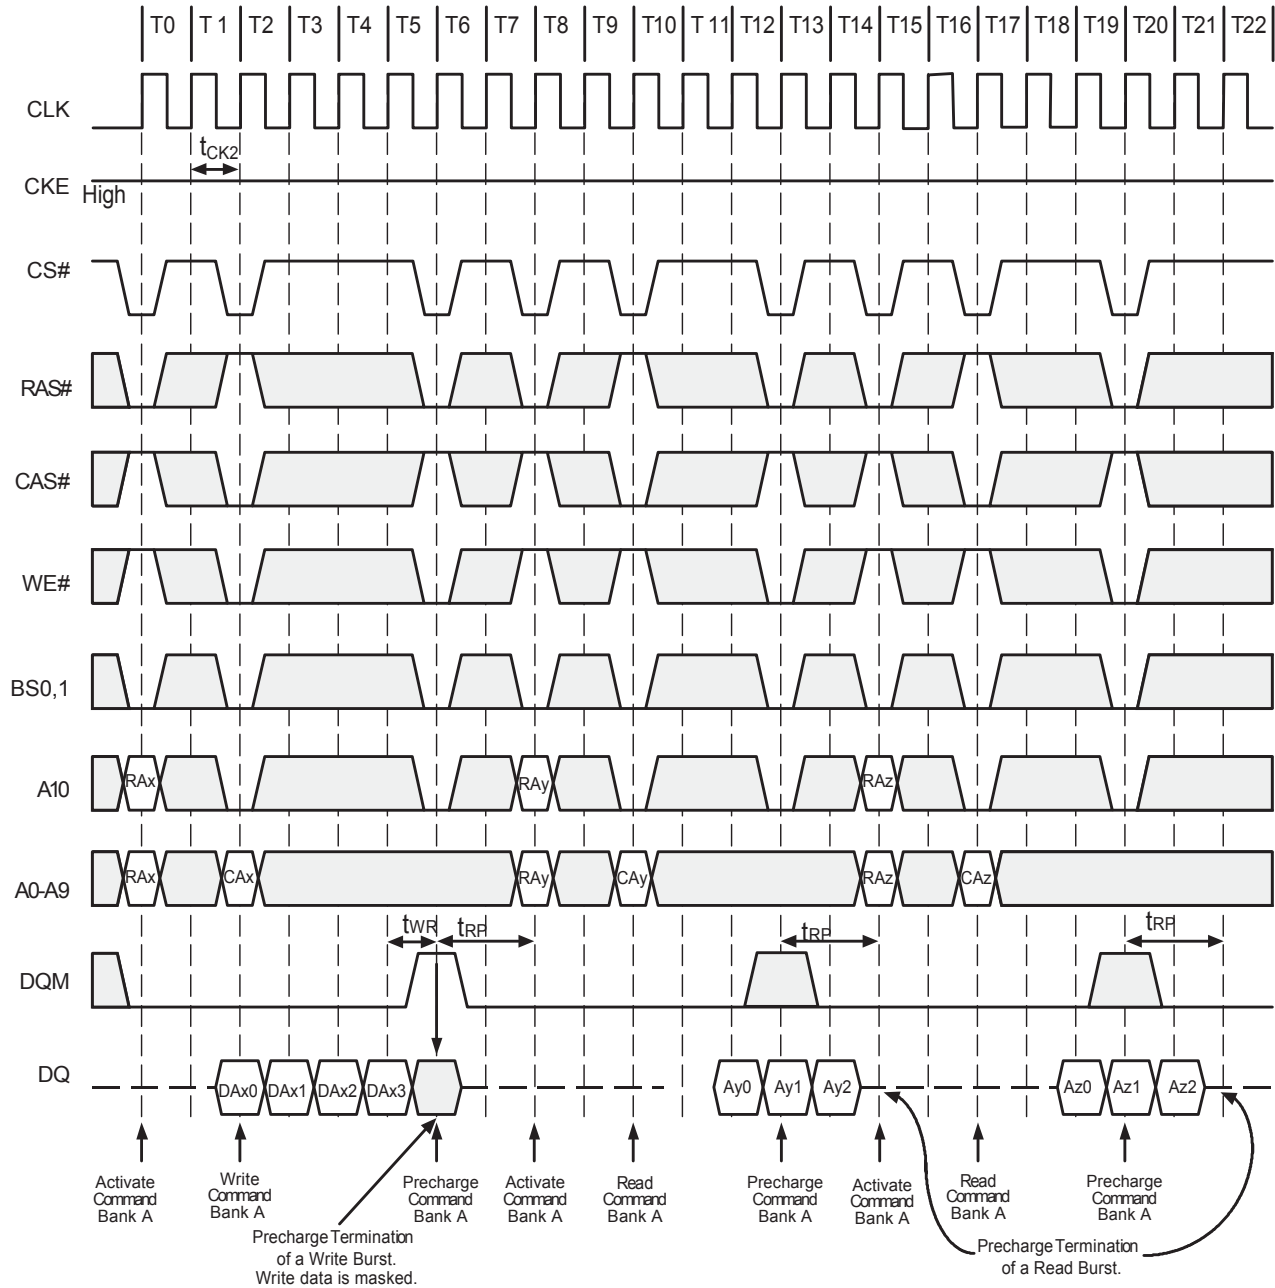 T0 T 1 T2 T3 T4 T5 T6 T7 T8 T9 T10 T 11 T12 T13 T14 T15 T16 T17 T18 T19 T20 T21 T22
CLK
tCK2
CKE High
CS#
RAS#
CAS#
WE#
BS0,1
A10 RAx RAy RAz
A0-A9 RAx CAx RAy CAy RAz CAz
tWR tRP tRP tRP
DQM
DQ DAx0 DAx1 DAx2 DAx3 Ay0 Ay1 Ay2 Az0 Az1 Az2
Activate
Command
Bank A
Write
Command
Bank A
Precharge
Command
Bank A
Activate
Command
Bank A
Read
Command
Bank A
Precharge
Command
Bank A
Activate
Command
Bank A
Read
Command
Bank A
Precharge
Command
Bank A
Precharge Termination
of a Write Burst.
Write data is masked.
Precharge Termination
of a Read Burst.